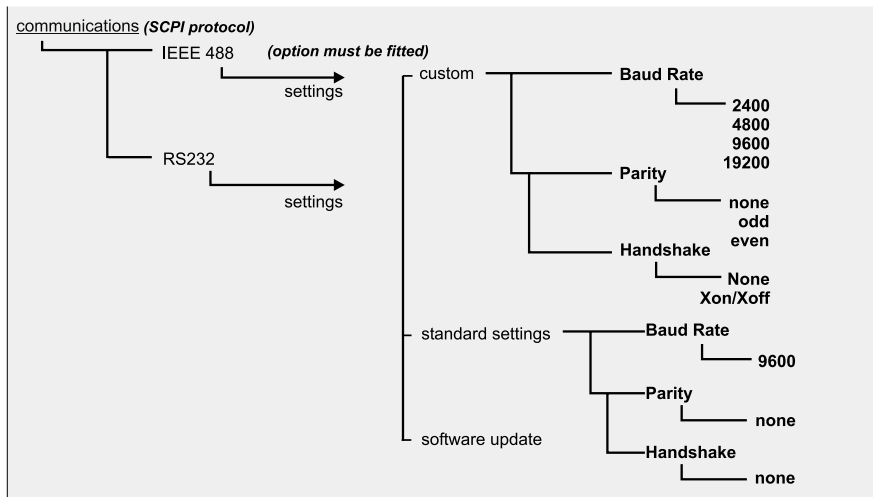 communications (SCPI protocol)
IEEE 488 (option must be fitted)
settings
RS232
settings
custom
Baud Rate
2400
4800
9600
19200
Parity
none
odd
even
Handshake
None
Xon/Xoff
standard settings
Baud Rate
9600
Parity
none
Handshake
none
software update